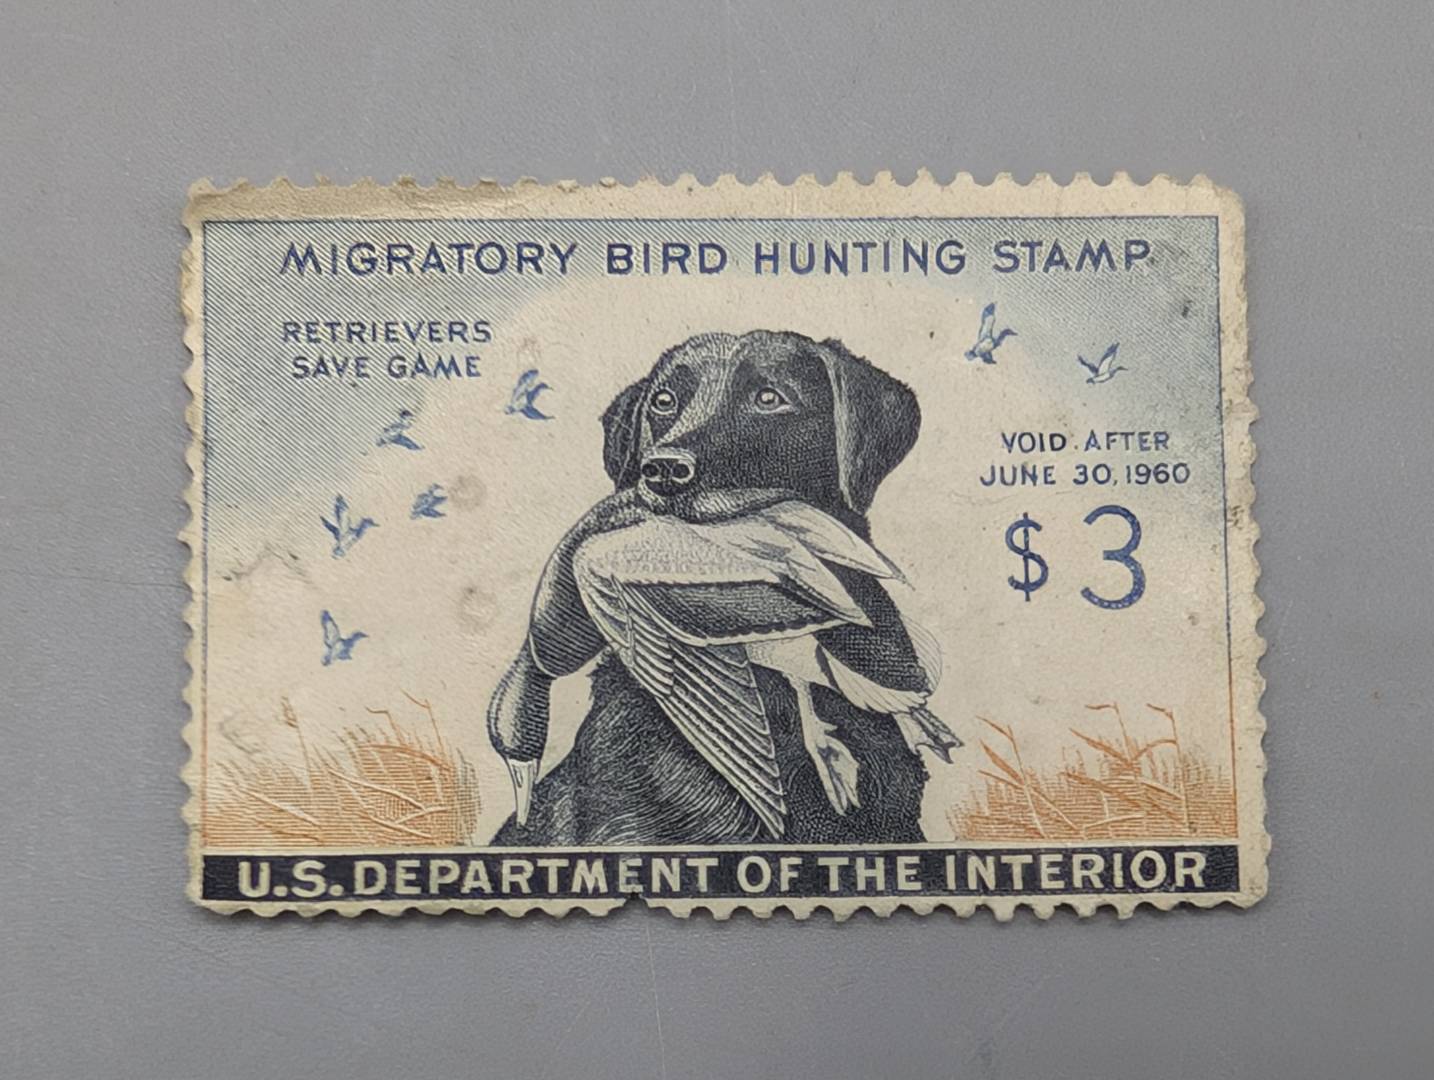 MIGRATORY BIRD HUNTING STAMP
RETRIEVERS
SAVE GAME
VOID AFTER
JUNE 30, 1960
$3
U.S. DEPARTMENT OF THE INTERIOR